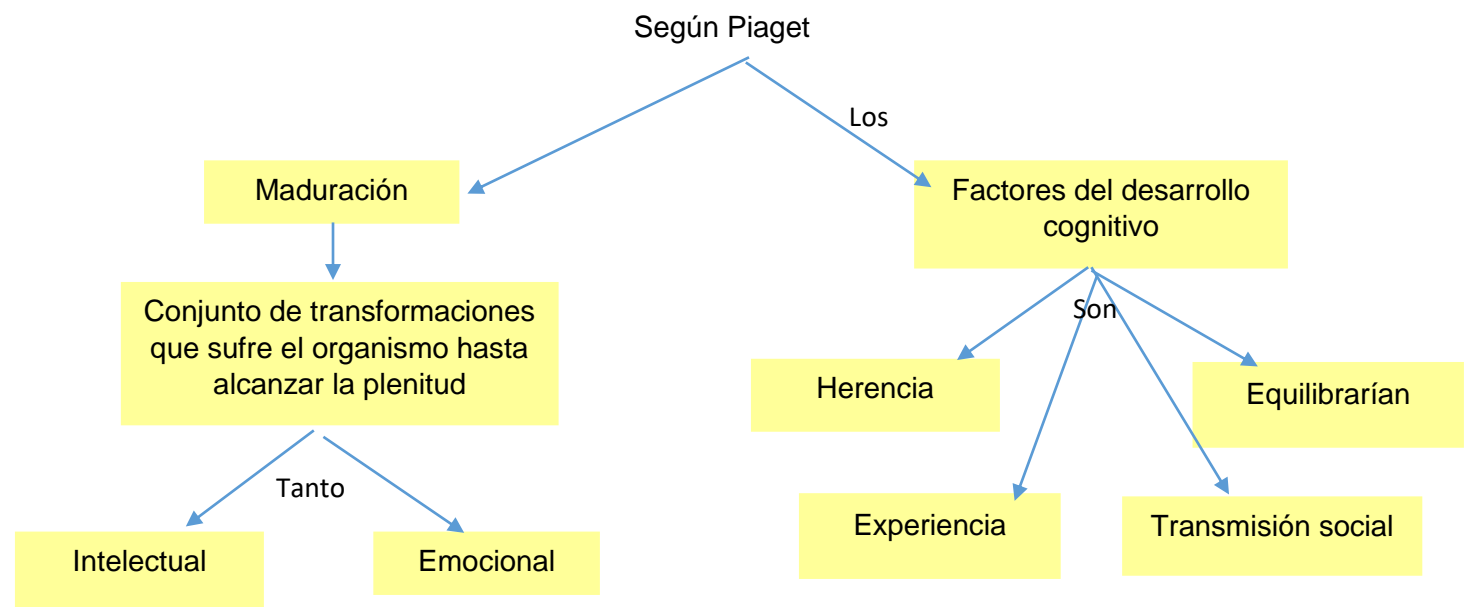 Según Piaget
Los
Maduración
Factores del desarrollo
cognitivo
Conjunto de transformaciones
que sufre el organismo hasta
alcanzar la plenitud
Son
Herencia
Equilibrarían
Tanto
Experiencia
Transmisión social
Intelectual
Emocional